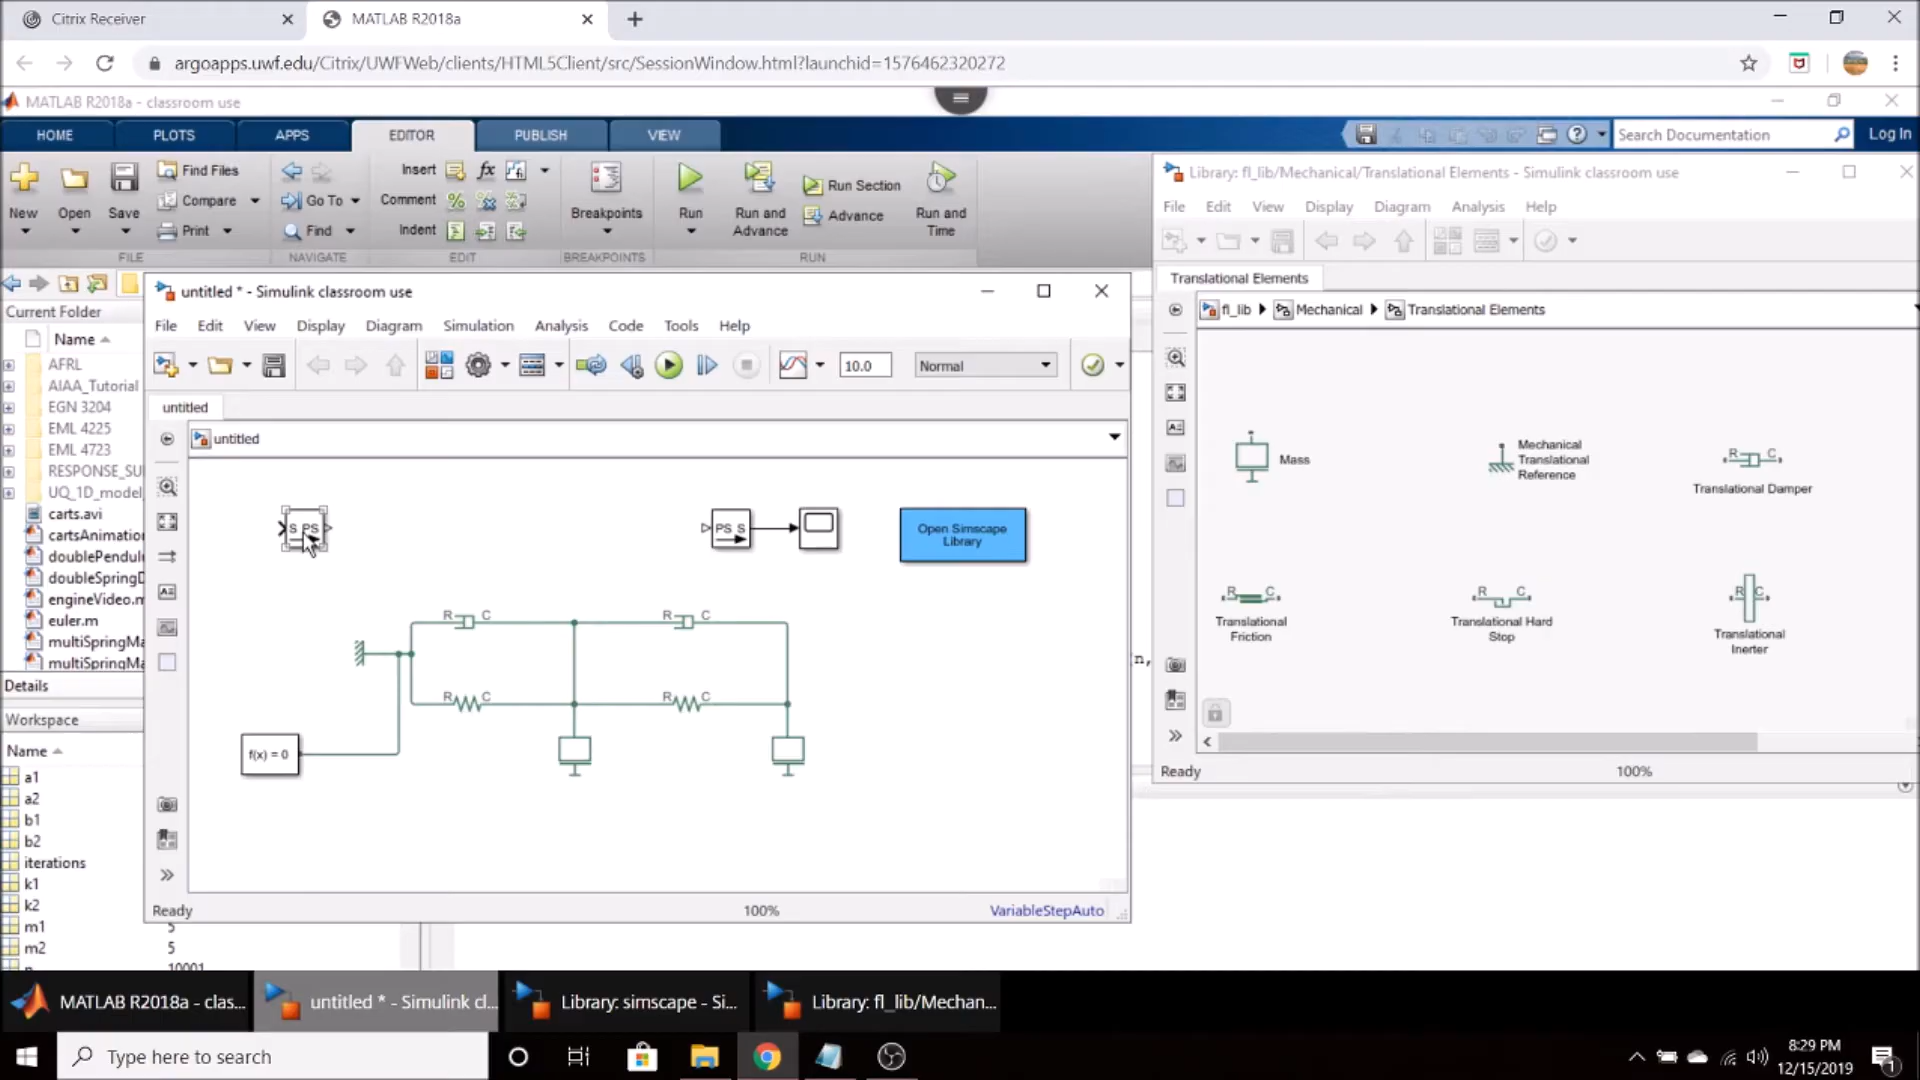 Citrix Receiver
MATLAB R2018a
argoapps.uwf.edu/Citrix/UWFWeb/clients/HTML5Client/src/SessionWindow.html?launchid=1576462320272
MATLAB R2018a - classroom use
HOME PLOTS APPS EDITOR PUBLISH VIEW
Search Documentation
Log In
New Open Save
Find Files
Compare
Print
FILE
Go To
Find
NAVIGATE
Insert
Comment
Indent
EDIT
Breakpoints
BREAKPOINTS
Run
Run and Advance
Run Section
Advance
Run and Time
RUN
Current Folder
Name
AFRL
AIAA_Tutorial
EGN 3204
EML 4225
EML 4723
RESPONSE_SU
UQ_1D_model_
carts.avi
cartsAnimation
doublePendulu
doubleSpringD
engineVideo.m
euler.m
multiSpringMa
multiSpringMa
Details
Workspace
Name
a1
a2
b1
b2
iterations
k1
k2
m1 5
m2 5
10001
untitled * - Simulink classroom use
File Edit View Display Diagram Simulation Analysis Code Tools Help
10.0
Normal
untitled
untitled
S PS
PS S
Open Simscape
Library
R C
R C
R C
R C
f(x) = 0
Ready
100%
VariableStepAuto
Library: fl_lib/Mechanical/Translational Elements - Simulink classroom use
File Edit View Display Diagram Analysis Help
Translational Elements
fl_lib Mechanical Translational Elements
Mass
Mechanical
Translational
Reference
R C
Translational Damper
R C
Translational
Friction
R C
Translational Hard
Stop
R C
Translational
Inerter
Ready
100%
MATLAB R2018a - clas...
untitled * - Simulink cl...
Library: simscape - Si...
Library: fl_lib/Mechan...
Type here to search
8:29 PM
12/15/2019
1